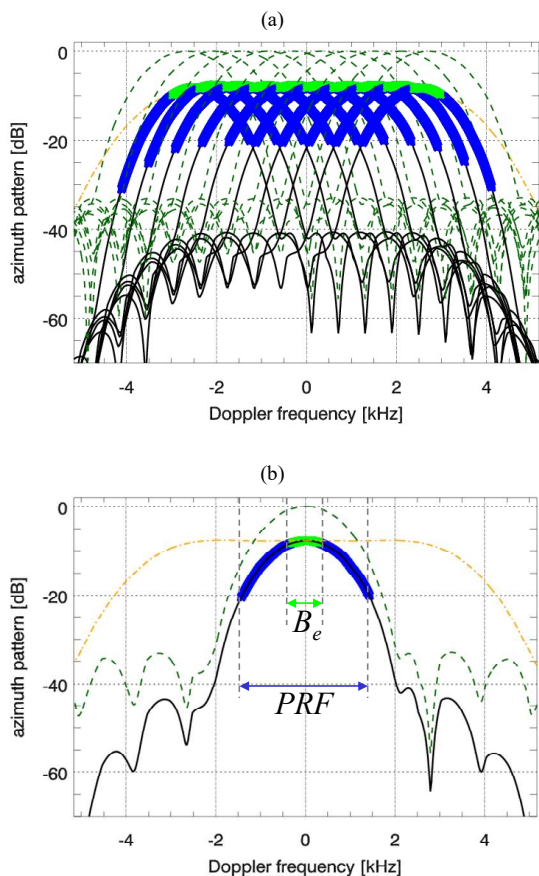 (a)
azimuth pattern [dB]
0
-20
-40
-60
-4 -2 0 2 4
Doppler frequency [kHz]
(b)
azimuth pattern [dB]
0
-20
-40
-60
B_e
PRF
-4 -2 0 2 4
Doppler frequency [kHz]